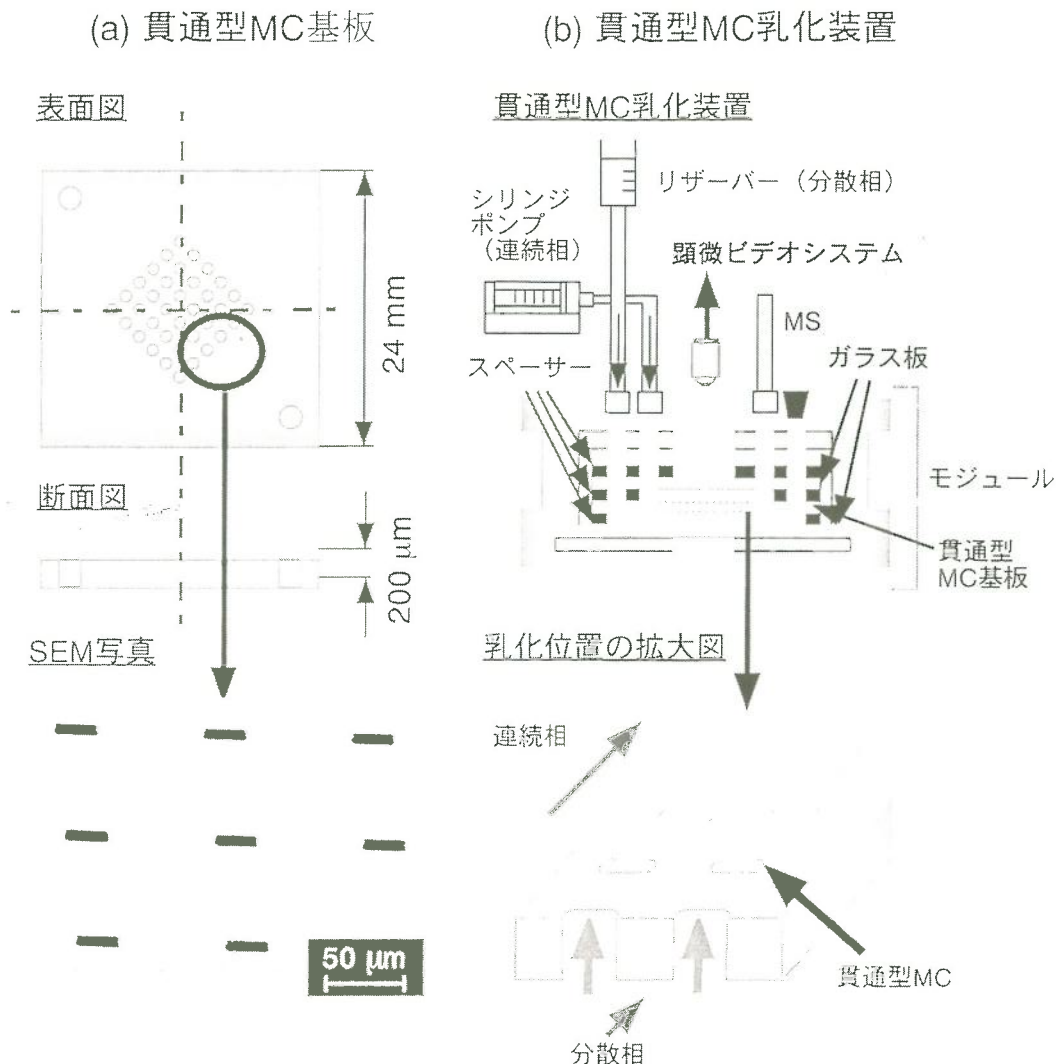 (a) 貫通型MC基板
表面図
24 mm
断面図
200 μm
SEM写真
50 μm
(b) 貫通型MC乳化装置
貫通型MC乳化装置
リザーバー（分散相）
シリンジ
ポンプ
（連続相）
顕微ビデオシステム
MS
スペーサー
ガラス板
モジュール
貫通型
MC基板
乳化位置の拡大図
連続相
貫通型MC
分散相